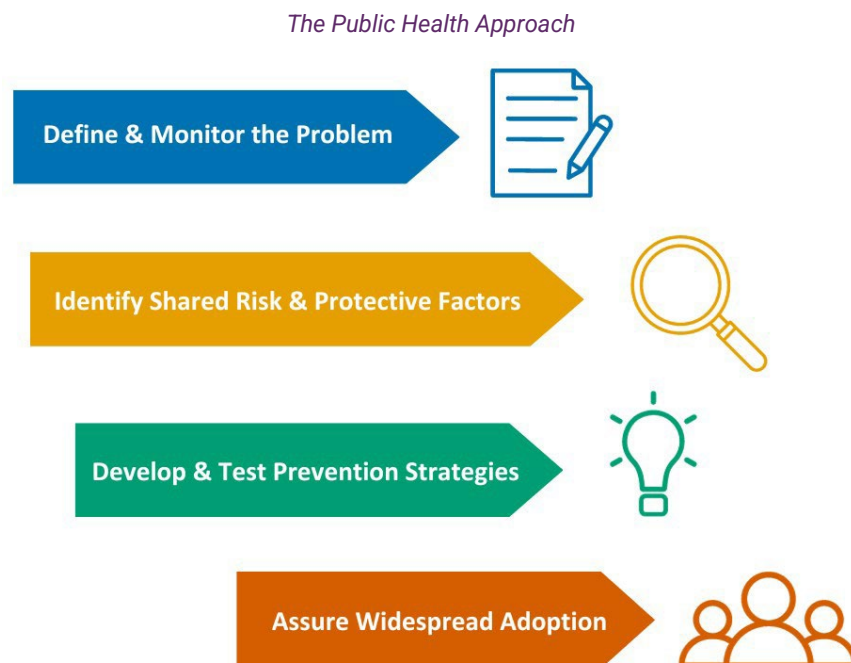 The Public Health Approach
Define & Monitor the Problem
Identify Shared Risk & Protective Factors
Develop & Test Prevention Strategies
Assure Widespread Adoption